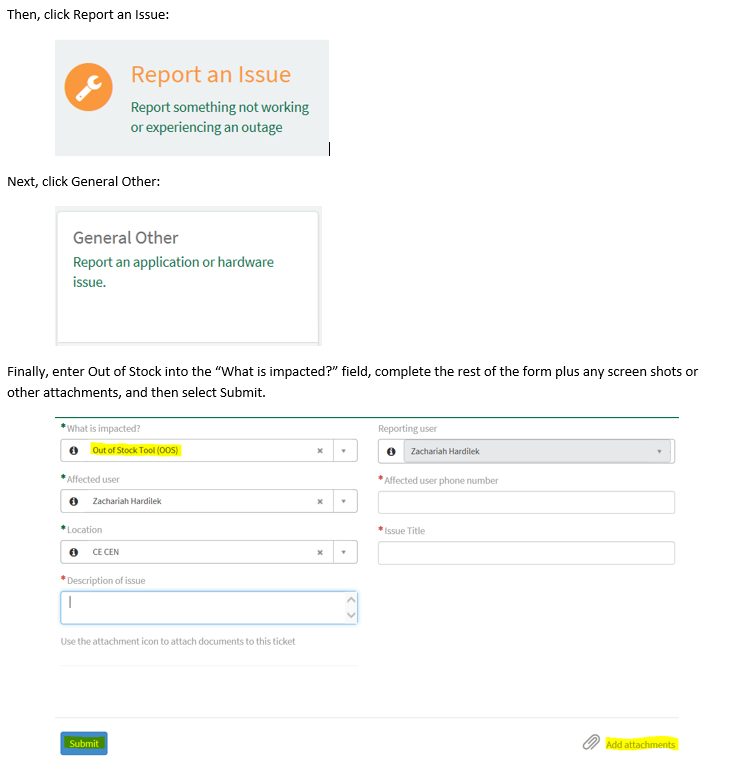 Then, click Report an Issue:
Report an Issue
Report something not working
or experiencing an outage
Next, click General Other:
General Other
Report an application or hardware
issue.
Finally, enter Out of Stock into the “What is impacted?” field, complete the rest of the form plus any screen shots or
other attachments, and then select Submit.
*What is impacted?
Out of Stock Tool (OOS)
Reporting user
Zachariah Hardilek
*Affected user
Zachariah Hardilek
*Affected user phone number
*Location
CE CEN
*Issue Title
*Description of issue
Use the attachment icon to attach documents to this ticket
Submit
Add attachments